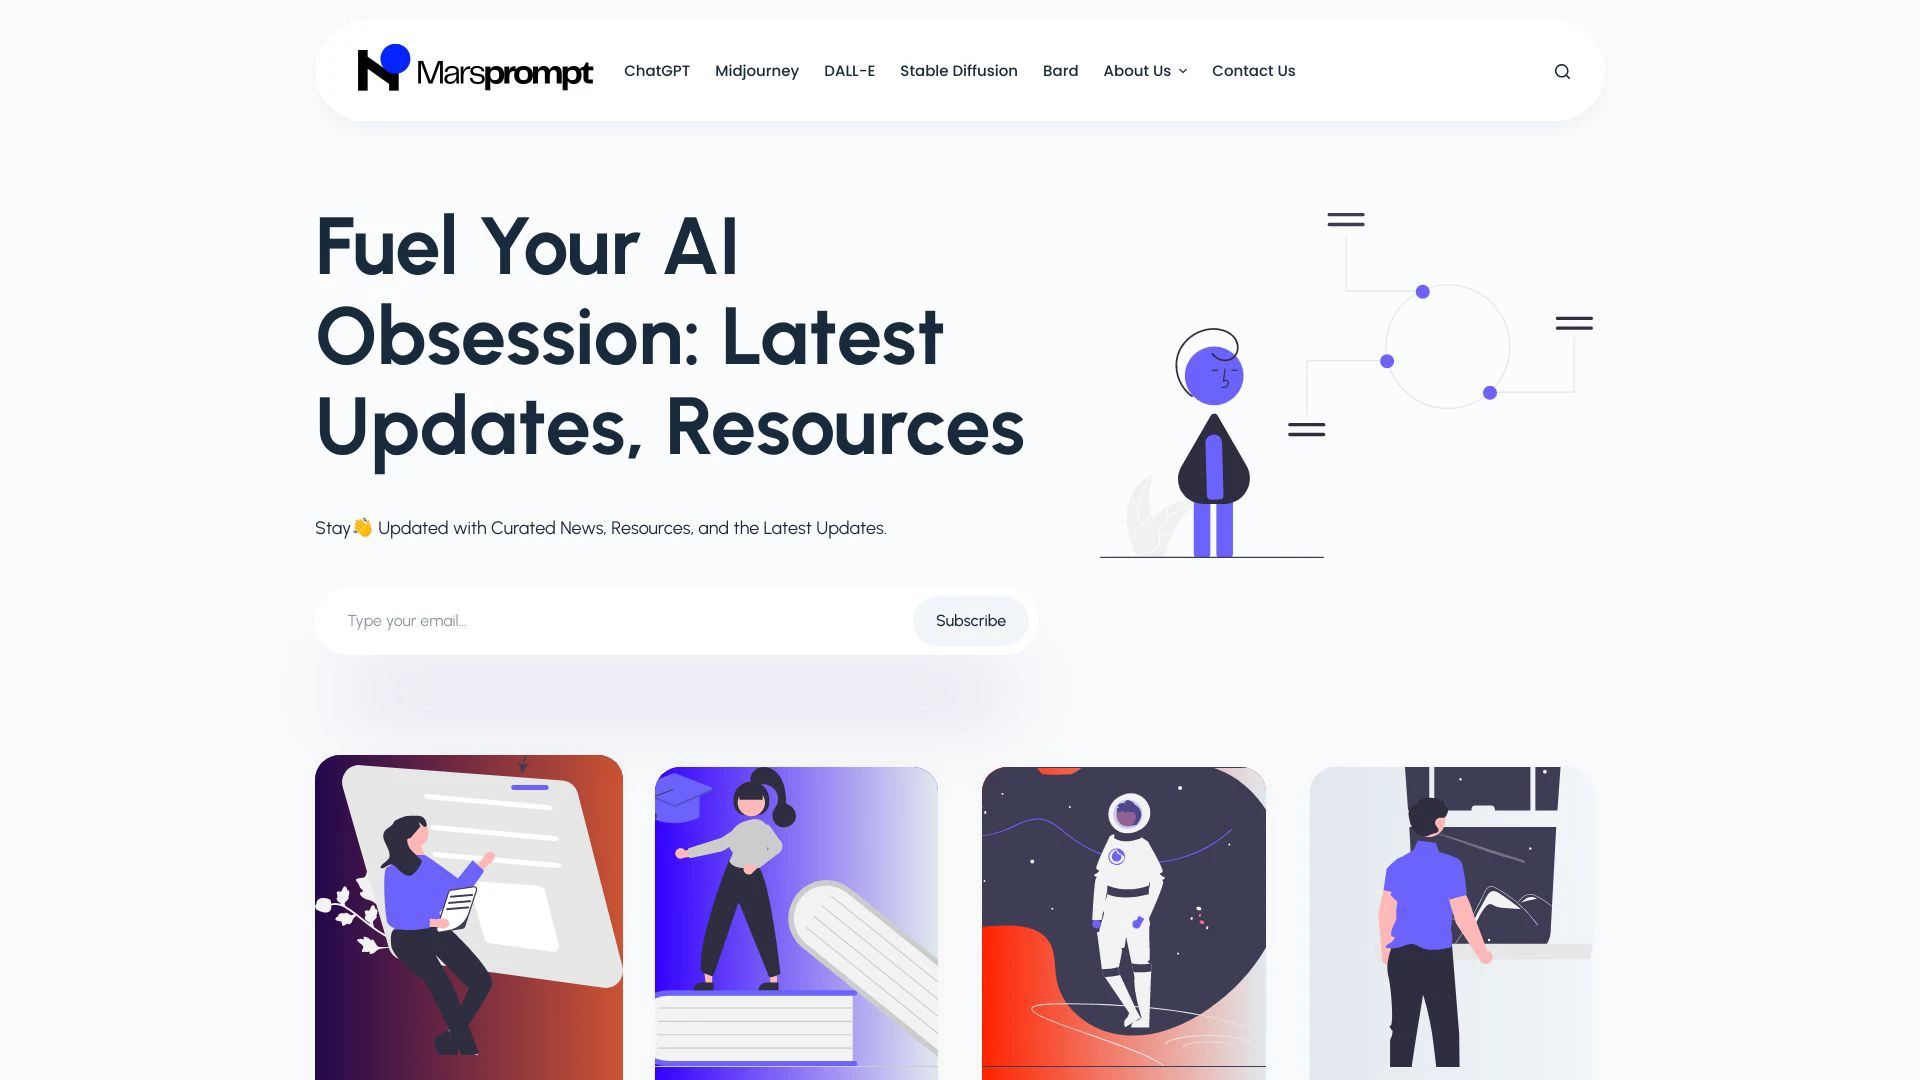 Marsprompt
ChatGPT Midjourney DALL-E Stable Diffusion Bard About Us Contact Us
Fuel Your AI
Obsession: Latest
Updates, Resources
Stay👋 Updated with Curated News, Resources, and the Latest Updates.
Type your email...
Subscribe